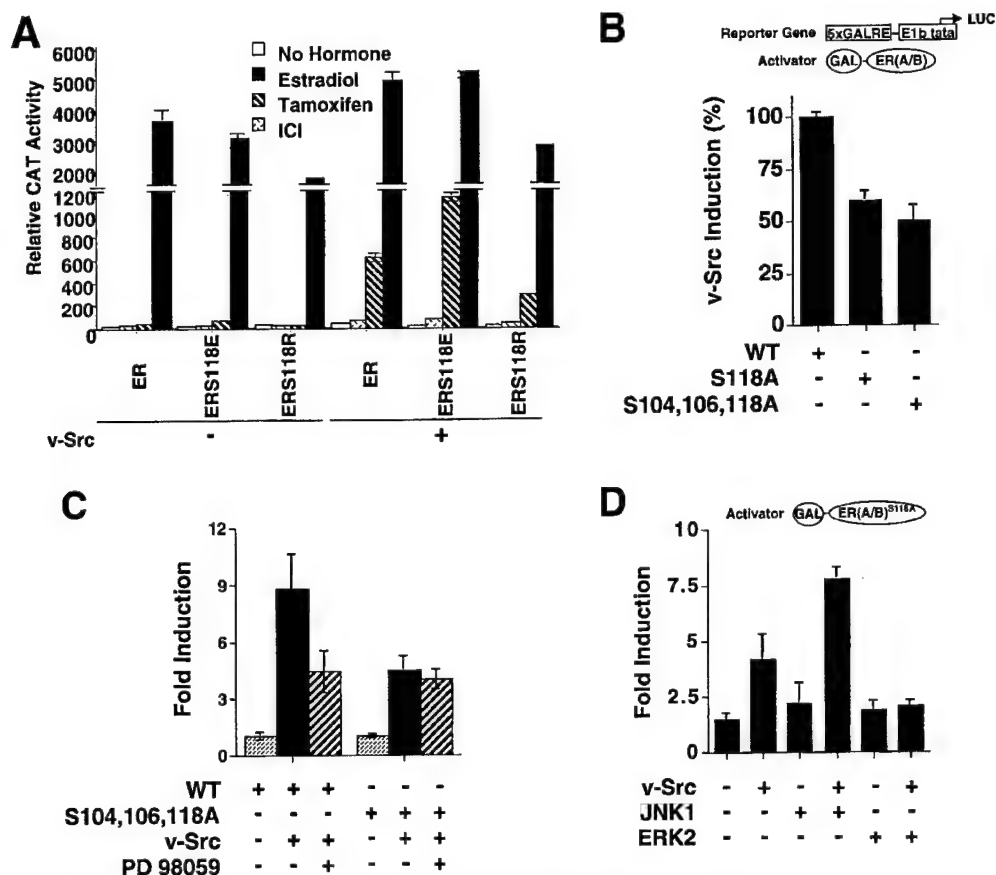 A
No Hormone
Estradiol
Tamoxifen
ICI
Relative CAT Activity
6000
5000
4000
3000
2000
1200
1000
800
600
400
200
0
ER
ERS118E
ERS118R
ER
ERS118E
ERS118R
v-Src - +
B
LUC
Reporter Gene 5xGALRE E1b tata
Activator GAL ER(A/B)
v-Src Induction (%)
100
75
50
25
0
WT + - -
S118A - + -
S104,106,118A - - +
C
Fold Induction
12
9
6
3
0
WT + + + - - -
S104,106,118A - - - + + +
v-Src - + + - + +
PD 98059 - - + - - +
D
Activator GAL ER(A/B)S118A
Fold Induction
10
7.5
5
2.5
0
v-Src - + - + - +
JNK1 - - + + - -
ERK2 - - - - + +